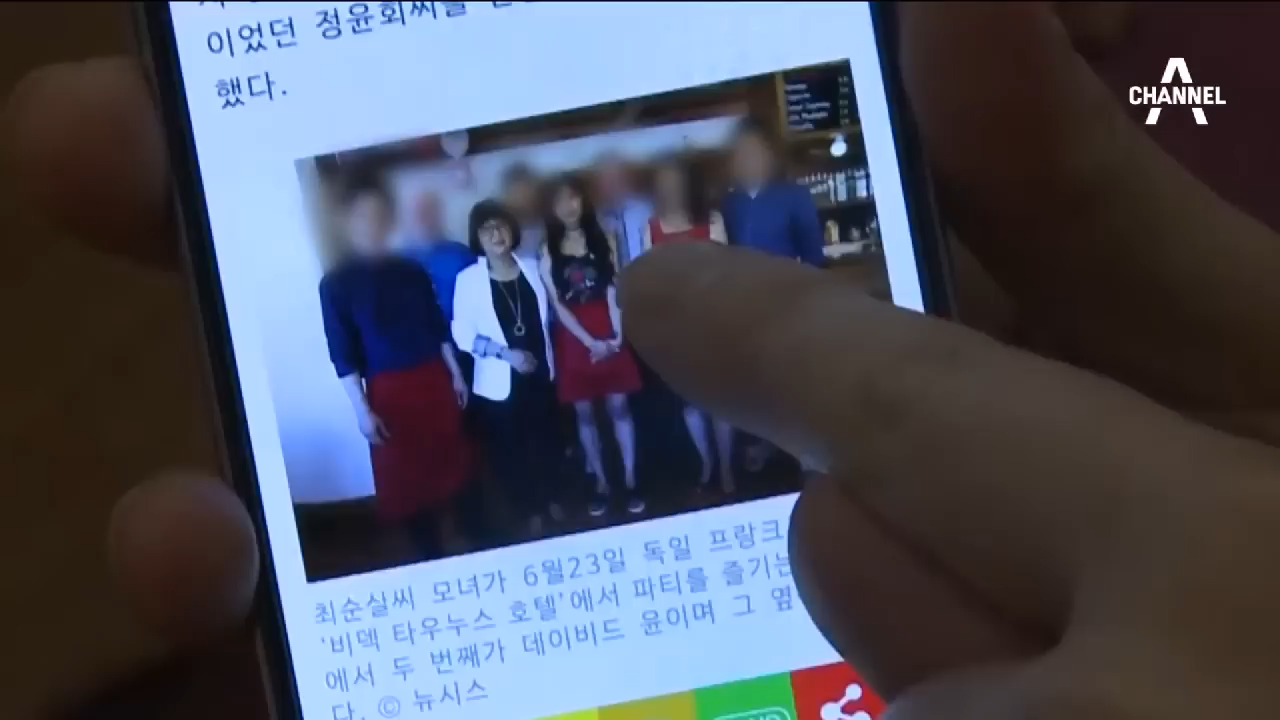 이었던 정윤회씨를
했다.
CHANNEL A
최순실씨 모녀가 6월23일 독일 프랑크
'비덱 타우누스 호텔'에서 파티를 즐기는
에서 두 번째가 데이비드 윤이며 그 옆
다. © 뉴시스